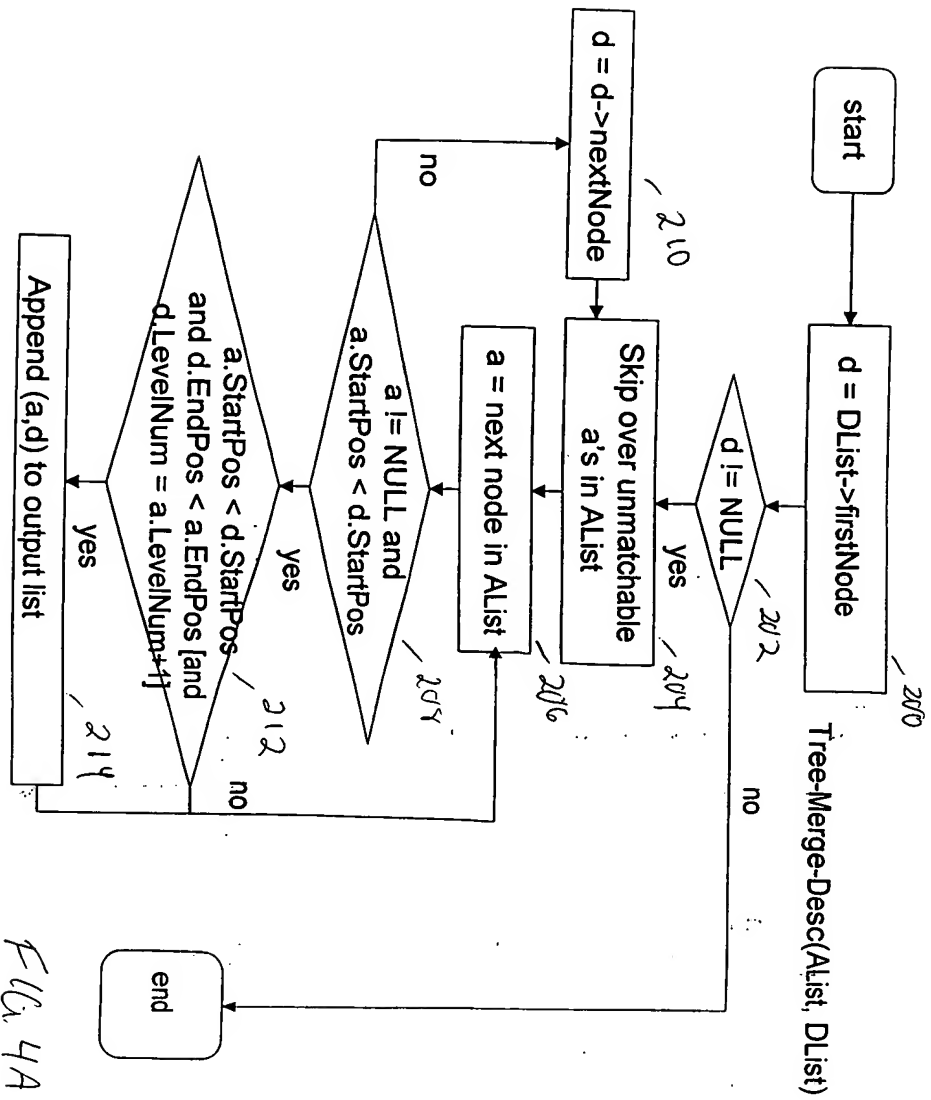 Tree-Merge-Desc(AList, DList)
start
d = DList->firstNode
200
d != NULL
202
no
yes
d = d->nextNode
210
Skip over unmatchable
a's in AList
204
a = next node in AList
206
a != NULL and
a.StartPos < d.StartPos
208
no
yes
a.StartPos < d.StartPos
and d.EndPos < a.EndPos [and
d.LevelNum = a.LevelNum+1]
212
no
yes
Append (a,d) to output list
214
end
FIG. 4A